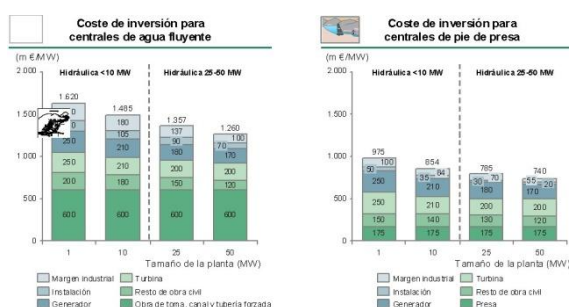 Coste de inversión para
centrales de agua fluyente
(m €/MW)
Hidráulica <10 MW
Hidráulica 25-50 MW
2.000
1.500
1.000
500
0
1.620
250
250
200
600
1
1.485
180
105
210
210
180
600
10
1.357
137
90
180
200
150
600
25
1.260
100
70
170
200
120
600
50
Tamaño de la planta (MW)
Margen industrial
Instalación
Generador
Turbina
Resto de obra civil
Obra de toma, canal y tubería forzada
Coste de inversión para
centrales de pie de presa
(m €/MW)
Hidráulica <10 MW
Hidráulica 25-50 MW
2.000
1.500
1.000
500
0
975
100
50
250
250
150
175
1
854
35 84
210
210
140
175
10
785
30 70
180
200
130
175
25
740
55 20
170
200
120
175
50
Tamaño de la planta (MW)
Margen industrial
Instalación
Generador
Turbina
Resto de obra civil
Presa